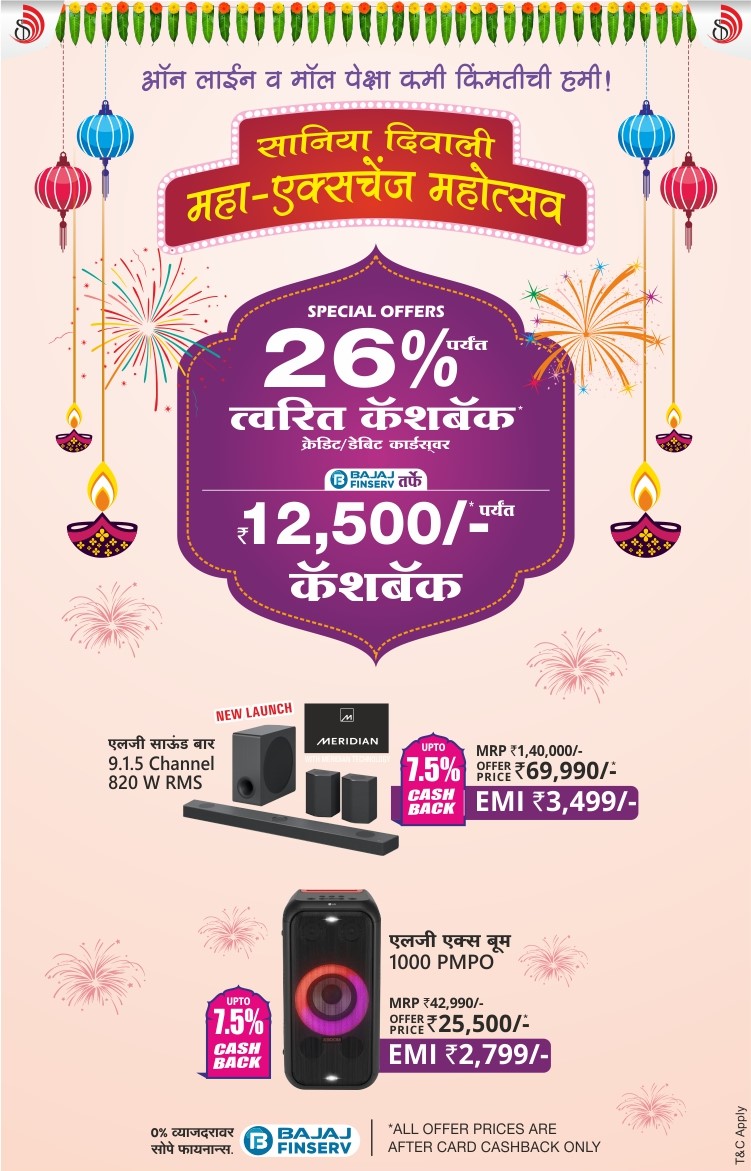 ऑन लाईन व मॉल पेक्षा कमी किंमतीची हमी!
सानिया दिवाली
महा-एक्सचेंज महोत्सव
SPECIAL OFFERS
26% पर्यंत
त्वरित कॅशबॅक*
क्रेडिट/डेबिट कार्डस्‌वर
BAJAJ FINSERV तर्फे
₹12,500/-* पर्यंत
कॅशबॅक
NEW LAUNCH
MERIDIAN
एलजी साऊंड बार
9.1.5 Channel
820 W RMS
UPTO
7.5%
CASH
BACK
MRP ₹1,40,000/-
OFFER PRICE ₹69,990/-*
EMI ₹3,499/-
एलजी एक्स बूम
1000 PMPO
UPTO
7.5%
CASH
BACK
MRP ₹42,990/-
OFFER PRICE ₹25,500/-*
EMI ₹2,799/-
0% व्याजदरावर
सोपे फायनान्स.
BAJAJ
FINSERV
*ALL OFFER PRICES ARE
AFTER CARD CASHBACK ONLY
T&C Apply